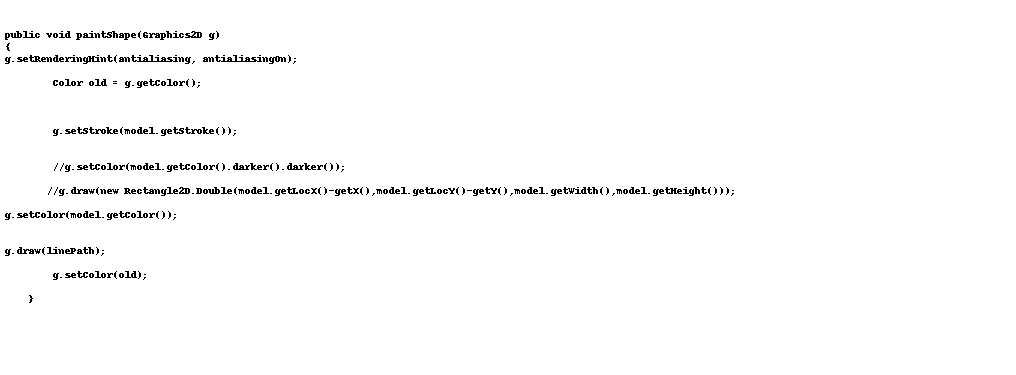 public void paintShape(Graphics2D g)
{
g.setRenderingHint(antialiasing, antialiasingOn);
Color old = g.getColor();
g.setStroke(model.getStroke());
//g.setColor(model.getColor().darker().darker());
//g.draw(new Rectangle2D.Double(model.getLocX()-getX(),model.getLocY()-getY(),model.getWidth(),model.getHeight()));
g.setColor(model.getColor());
g.draw(linePath);
g.setColor(old);
}